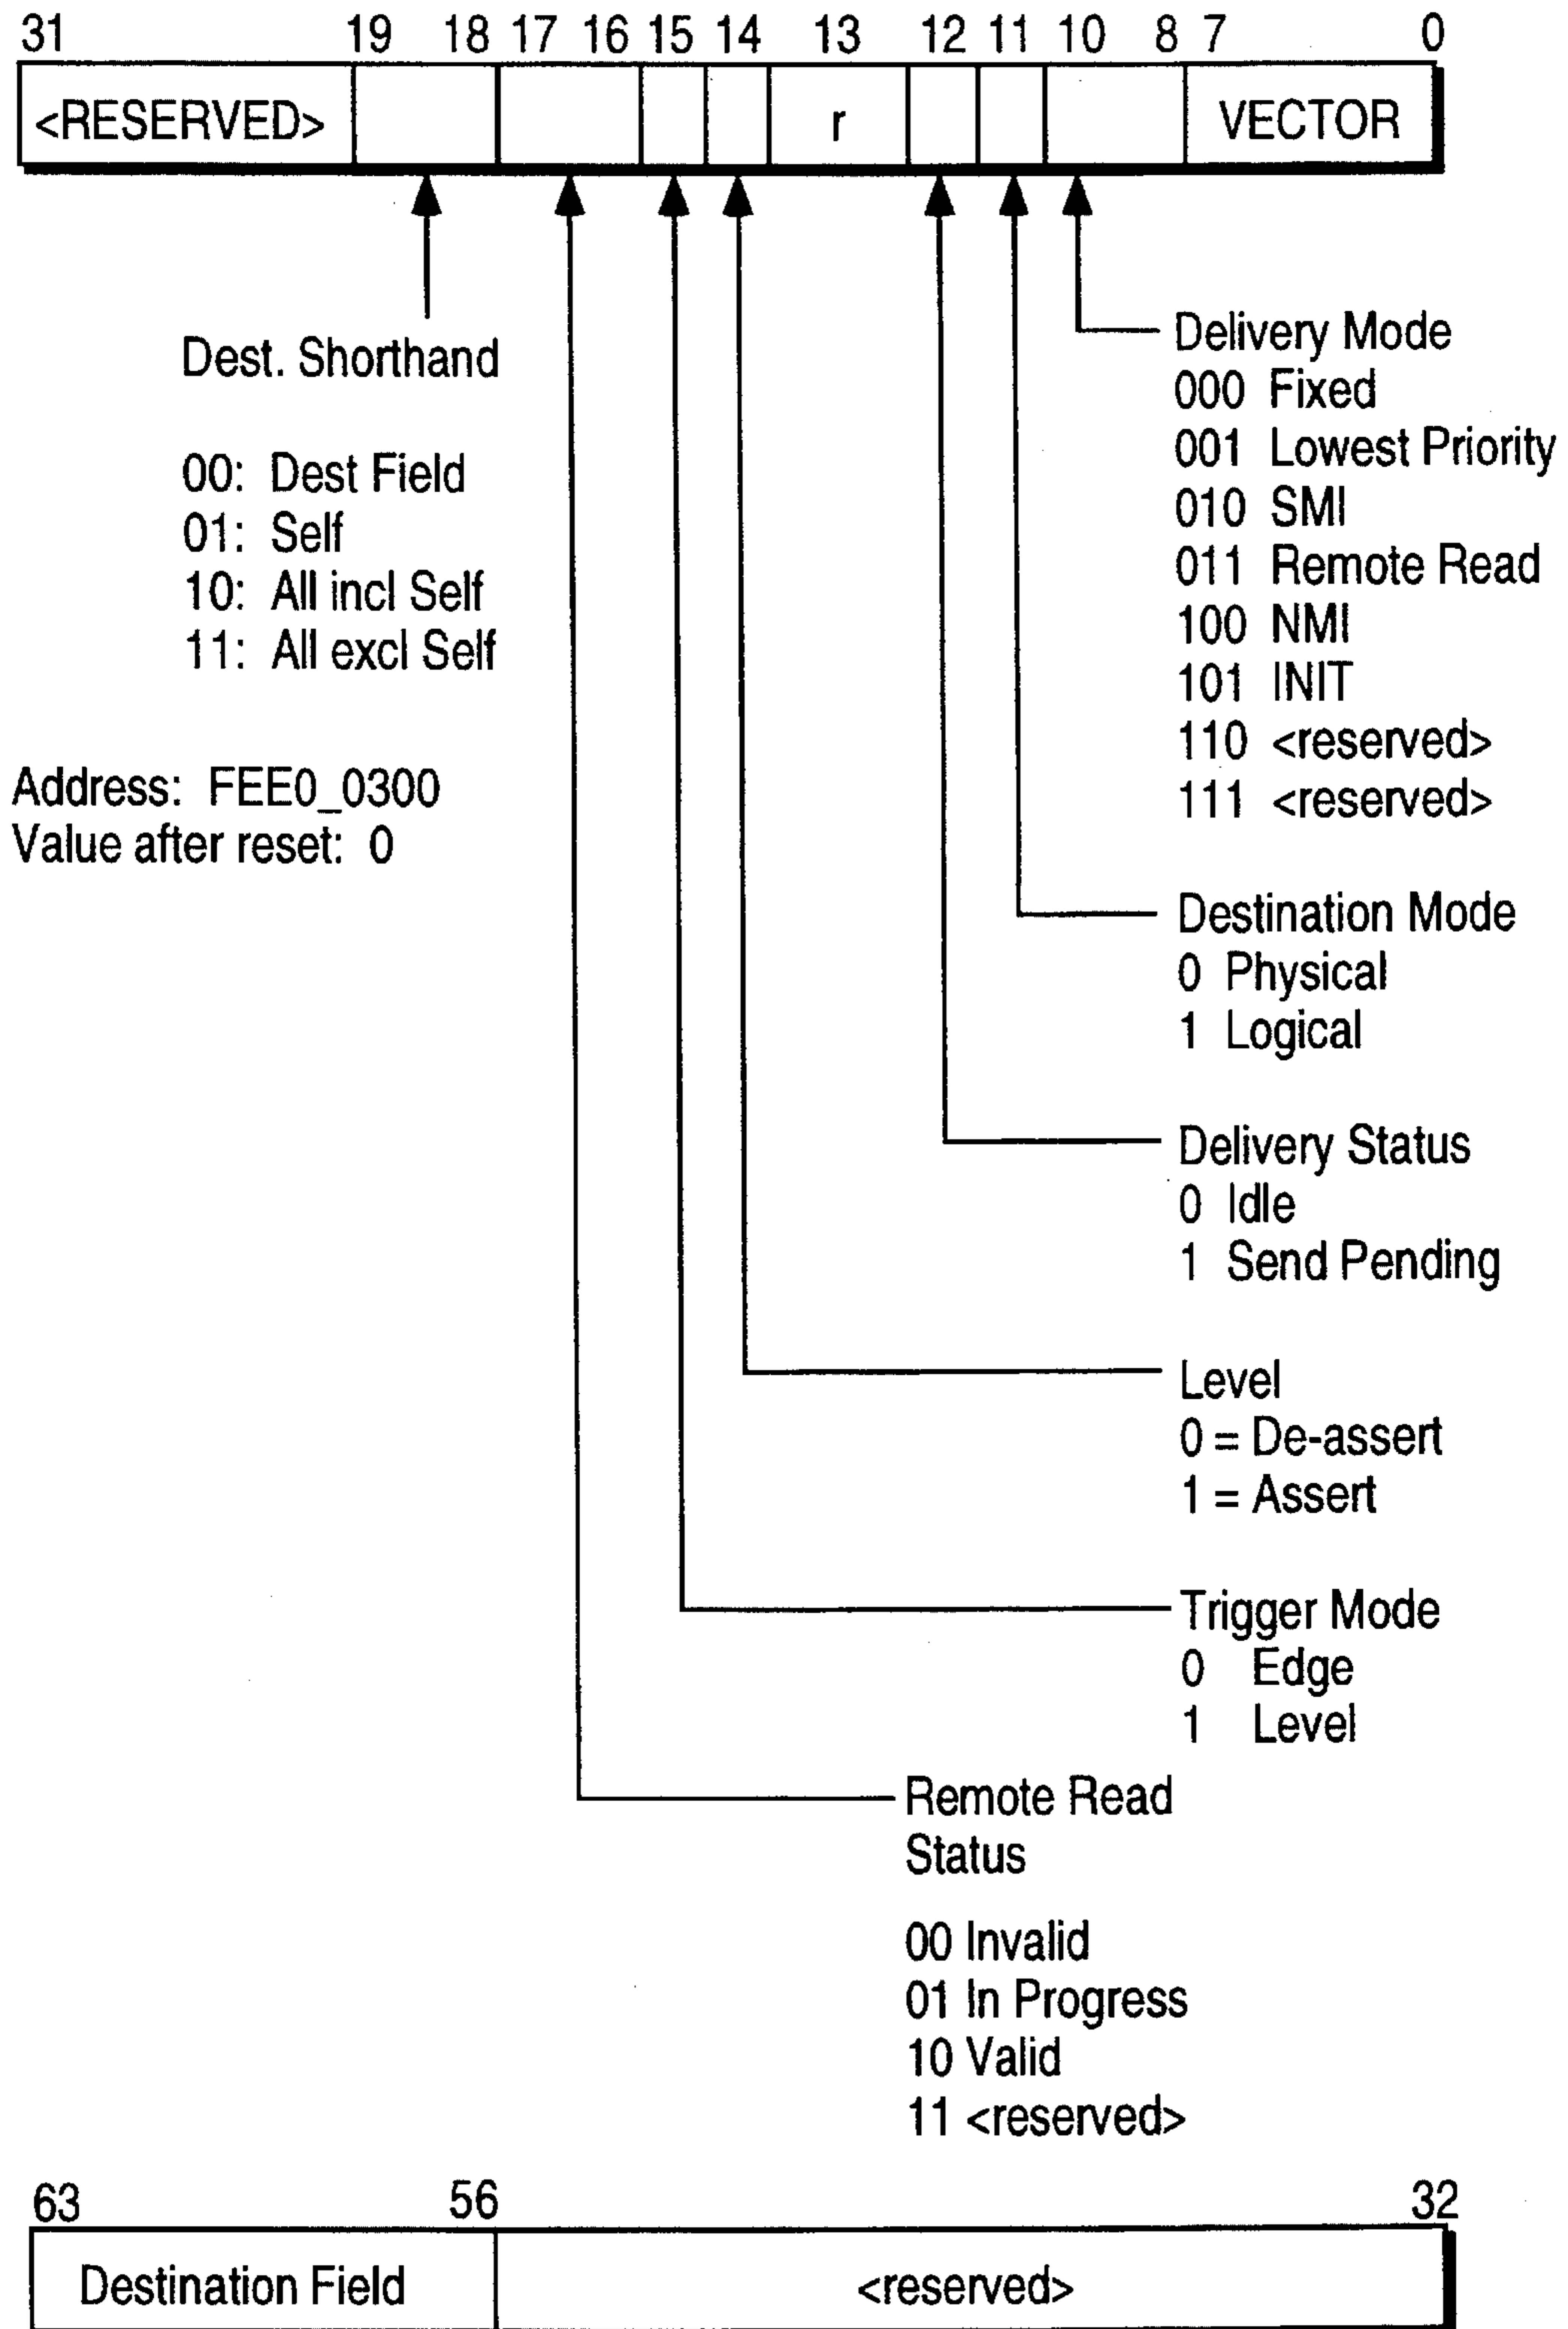 31 19 18 17 16 15 14 13 12 11 10 8 7 0
<RESERVED> r VECTOR
Dest. Shorthand
00: Dest Field
01: Self
10: All incl Self
11: All excl Self
Address: FEE0_0300
Value after reset: 0
Delivery Mode
000 Fixed
001 Lowest Priority
010 SMI
011 Remote Read
100 NMI
101 INIT
110 <reserved>
111 <reserved>
Destination Mode
0 Physical
1 Logical
Delivery Status
0 Idle
1 Send Pending
Level
0 = De-assert
1 = Assert
Trigger Mode
0 Edge
1 Level
Remote Read
Status
00 Invalid
01 In Progress
10 Valid
11 <reserved>
63 56 32
Destination Field <reserved>